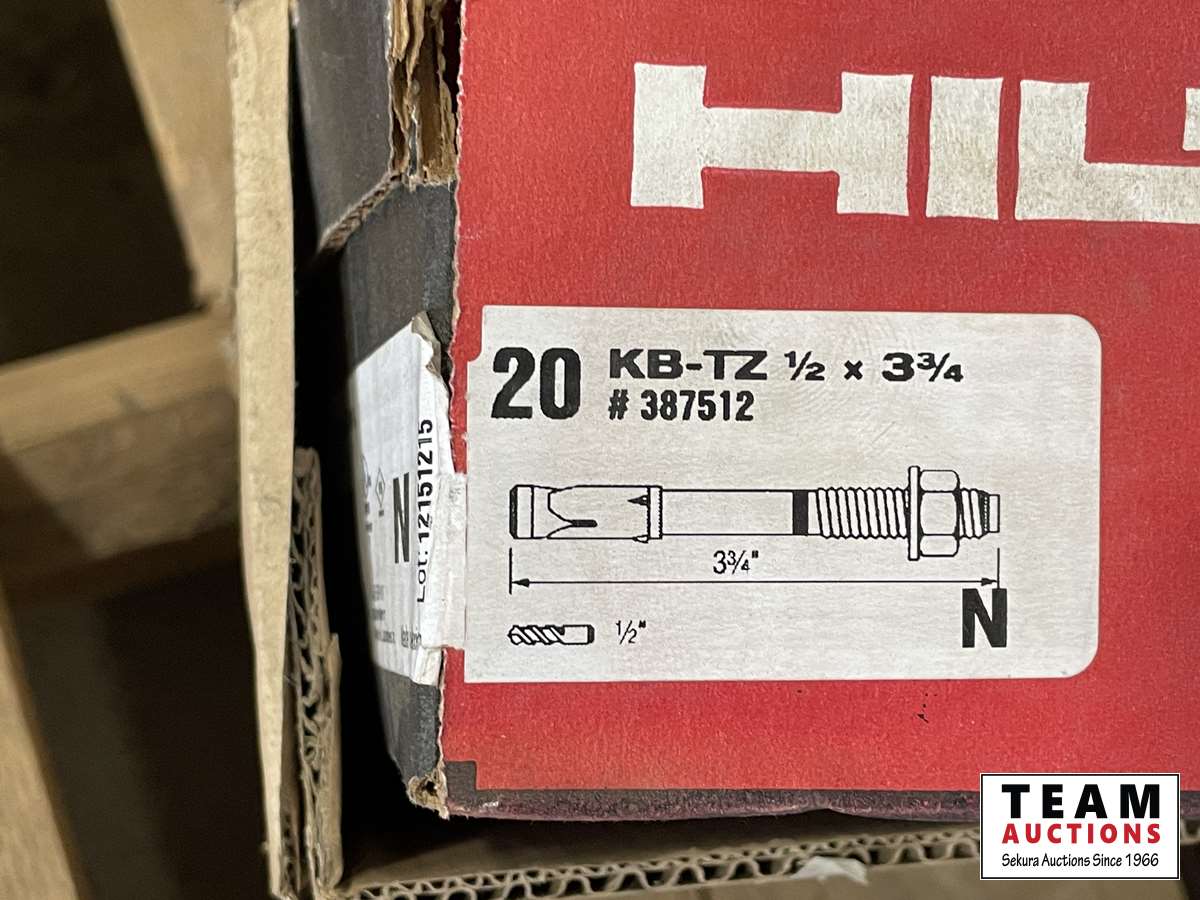 HIL
20 KB-TZ ½ x 3¾
# 387512
3¾"
N
½"
N
Lot: 12151215
TEAM
AUCTIONS
Sekura Auctions Since 1966